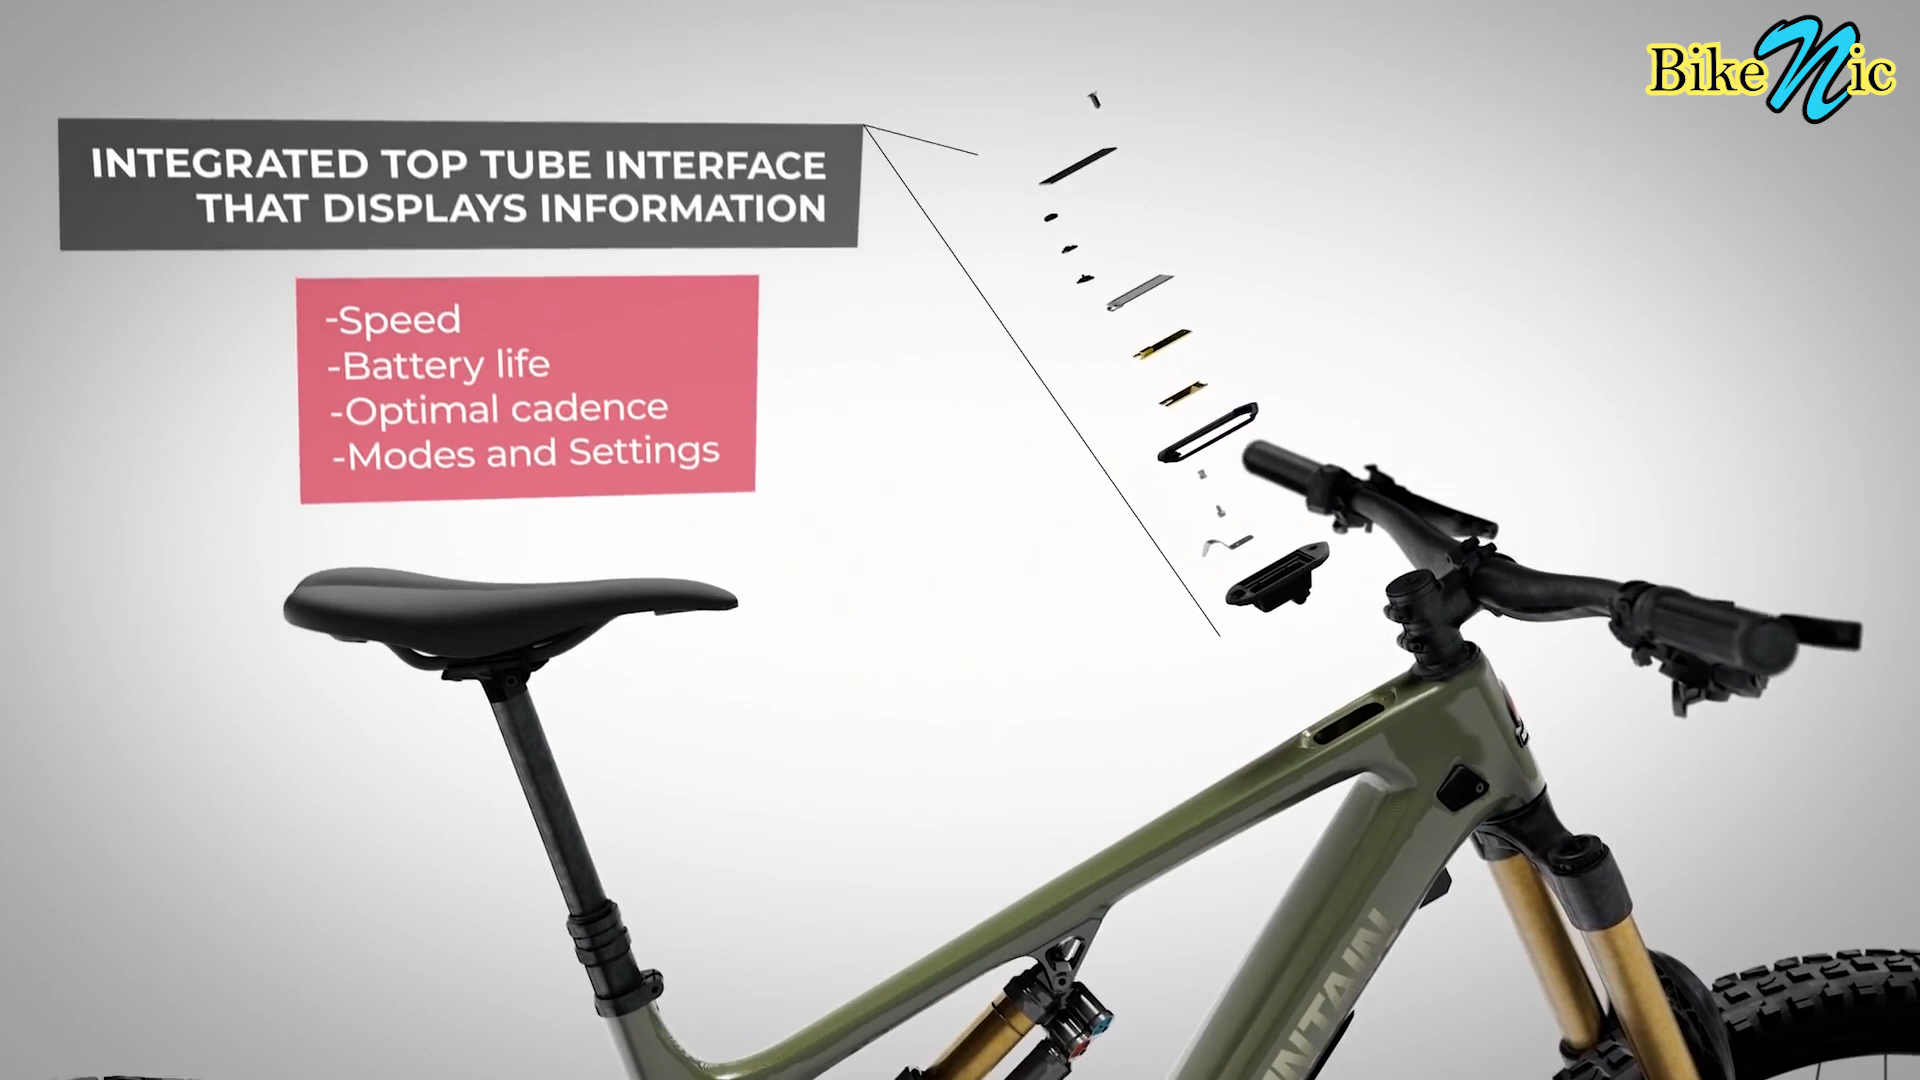 BikeNic
INTEGRATED TOP TUBE INTERFACE
THAT DISPLAYS INFORMATION
-Speed
-Battery life
-Optimal cadence
-Modes and Settings